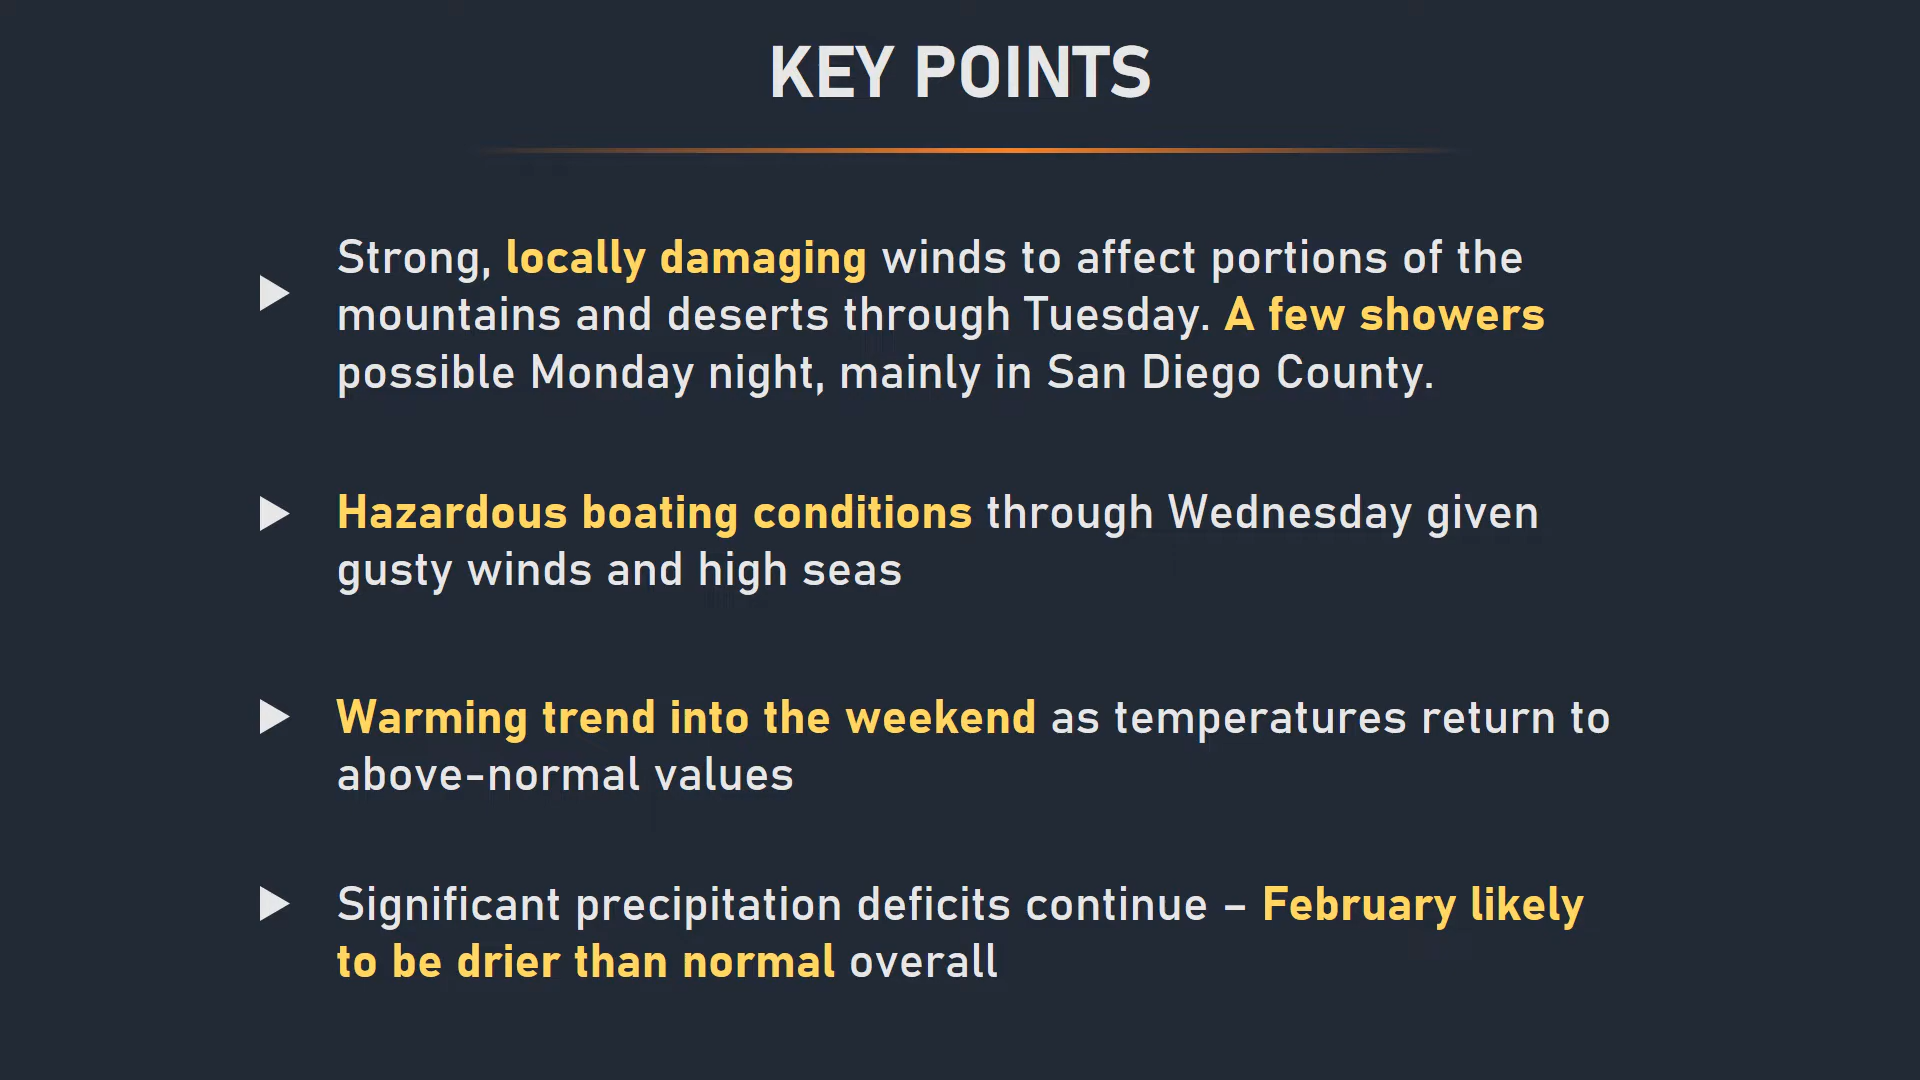 KEY POINTS
Strong, locally damaging winds to affect portions of the
mountains and deserts through Tuesday. A few showers
possible Monday night, mainly in San Diego County.
Hazardous boating conditions through Wednesday given
gusty winds and high seas
Warming trend into the weekend as temperatures return to
above-normal values
Significant precipitation deficits continue – February likely
to be drier than normal overall